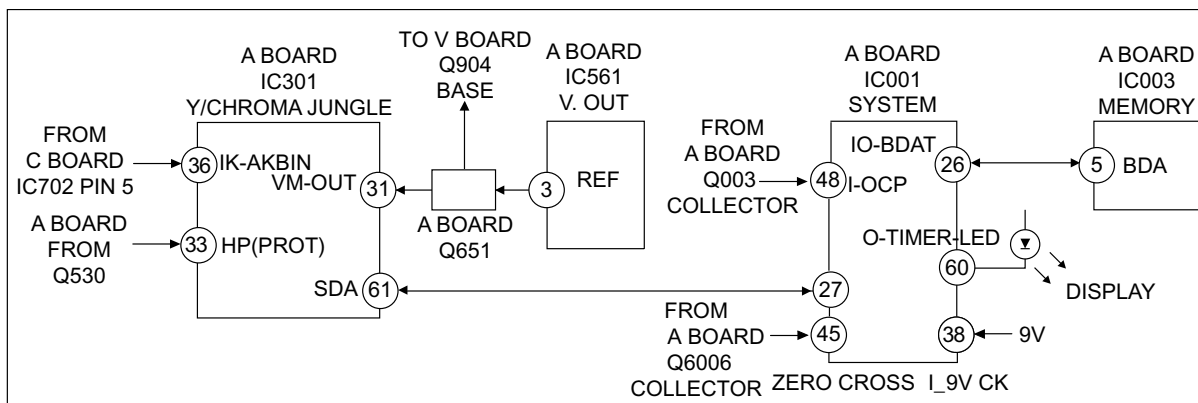 A BOARD
IC301
Y/CHROMA JUNGLE
TO V BOARD
Q904
BASE
A BOARD
IC561
V. OUT
A BOARD
IC001
SYSTEM
A BOARD
IC003
MEMORY
FROM
C BOARD
IC702 PIN 5
36
IK-AKBIN
VM-OUT
31
3
REF
FROM
A BOARD
Q003
COLLECTOR
48
I-OCP
IO-BDAT
26
5
BDA
A BOARD
FROM
Q530
33
HP(PROT)
A BOARD
Q651
O-TIMER-LED
60
DISPLAY
SDA
61
27
FROM
A BOARD
Q6006
COLLECTOR
45
38
9V
ZERO CROSS
I_9V CK